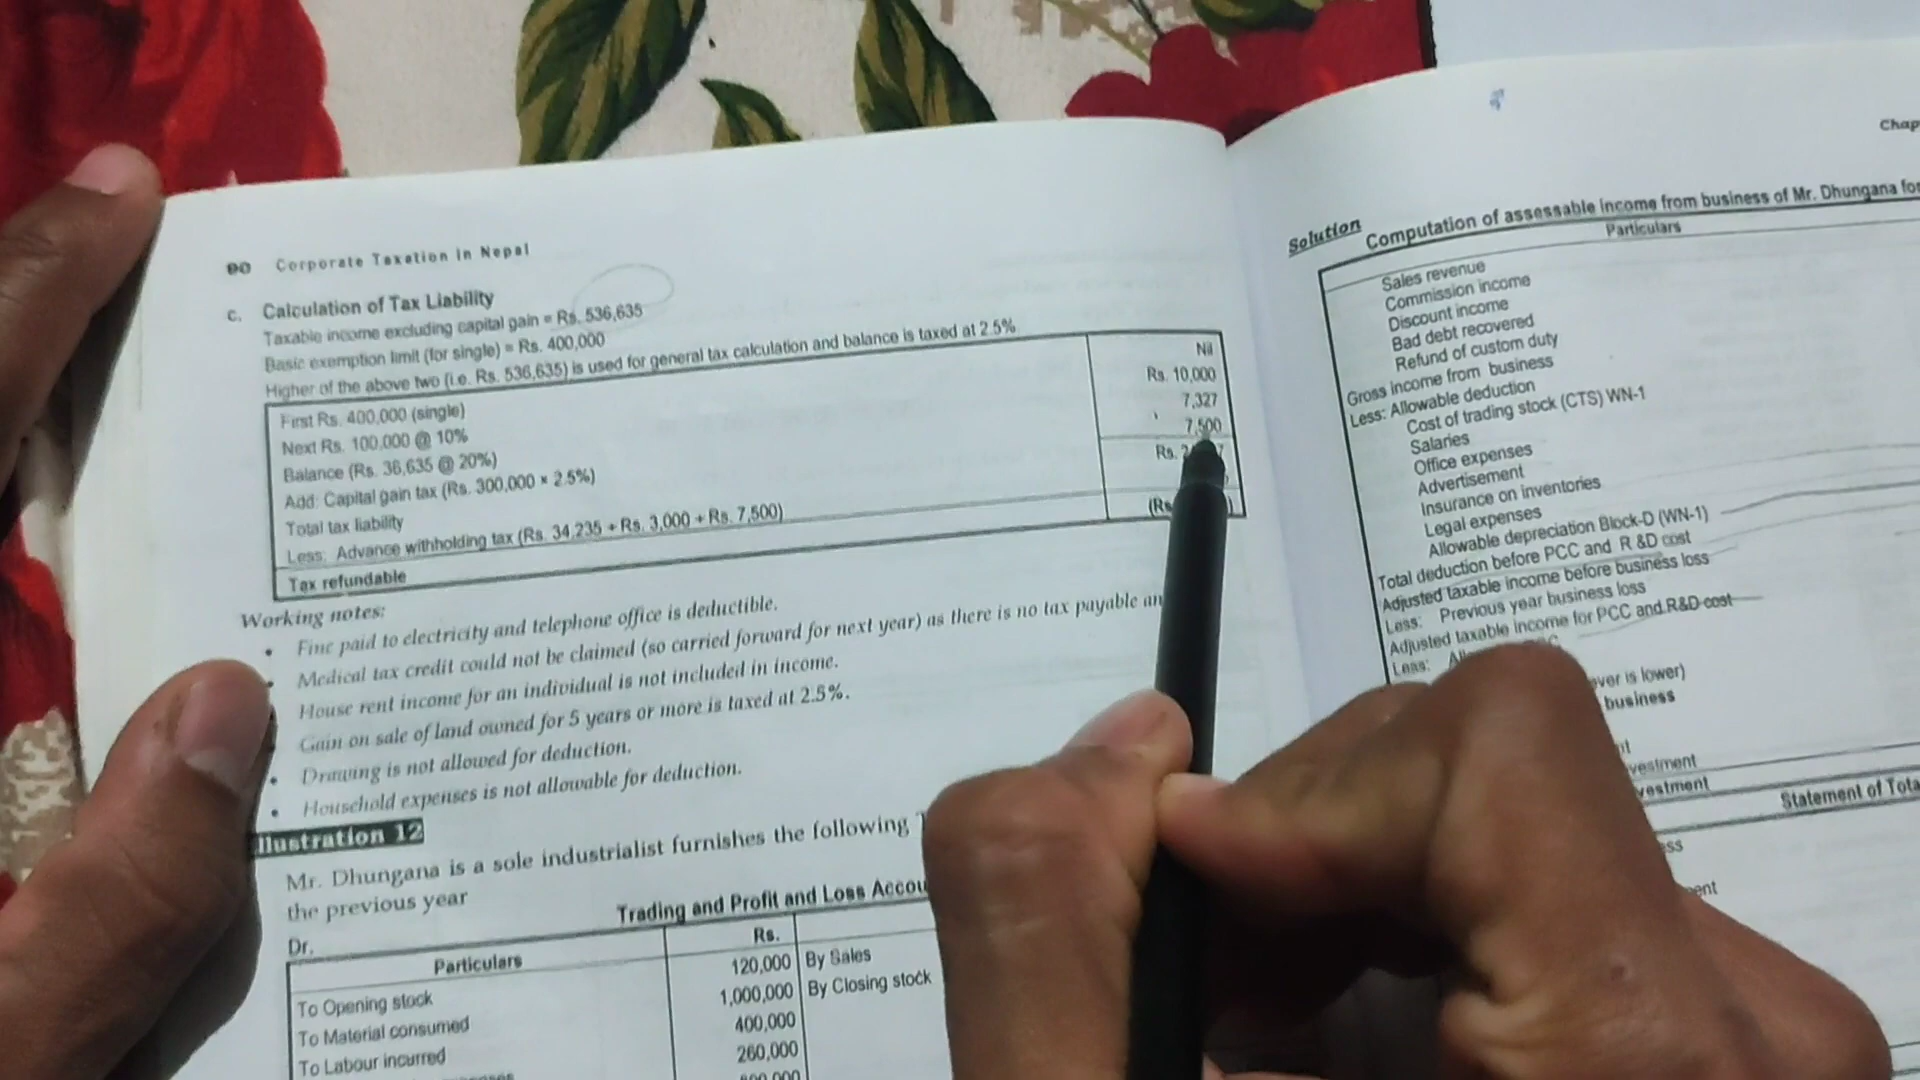 90 Corporate Taxation in Nepal
c. Calculation of Tax Liability
Taxable income excluding capital gain = Rs. 536,635
Basic exemption limit (for single) = Rs. 400,000
Higher of the above two (i.e. Rs. 536,635) is used for general tax calculation and balance is taxed at 2.5%
First Rs. 400,000 (single) Nil
Next Rs. 100,000 @ 10% Rs. 10,000
Balance (Rs. 36,635 @ 20%) 7,327
Add: Capital gain tax (Rs. 300,000 × 2.5%) 7,500
Total tax liability Rs.
Less: Advance withholding tax (Rs. 34,235 + Rs. 3,000 + Rs. 7,500)
Tax refundable (Rs )
Working notes:
• Fine paid to electricity and telephone office is deductible.
• Medical tax credit could not be claimed (so carried forward for next year) as there is no tax payable
House rent income for an individual is not included in income.
Gain on sale of land owned for 5 years or more is taxed at 2.5%.
• Drawing is not allowed for deduction.
• Household expenses is not allowable for deduction.
llustration 12
Mr. Dhungana is a sole industrialist furnishes the following
the previous year
Trading and Profit and Loss Accou
Dr.
Particulars Rs.
To Opening stock 120,000 By Sales
To Material consumed 1,000,000 By Closing stock
To Labour incurred 400,000
260,000
Chap
Solution
Computation of assessable income from business of Mr. Dhungana for
Particulars
Sales revenue
Commission income
Discount income
Bad debt recovered
Refund of custom duty
Gross income from business
Less: Allowable deduction
Cost of trading stock (CTS) WN-1
Salaries
Office expenses
Advertisement
Insurance on inventories
Legal expenses
Allowable depreciation Block-D (WN-1)
Total deduction before PCC and R &D cost
Adjusted taxable income before business loss
Less: Previous year business loss
Adjusted taxable income for PCC and R&D cost
Less:
ver is lower)
business
vestment
vestment
Statement of Tota